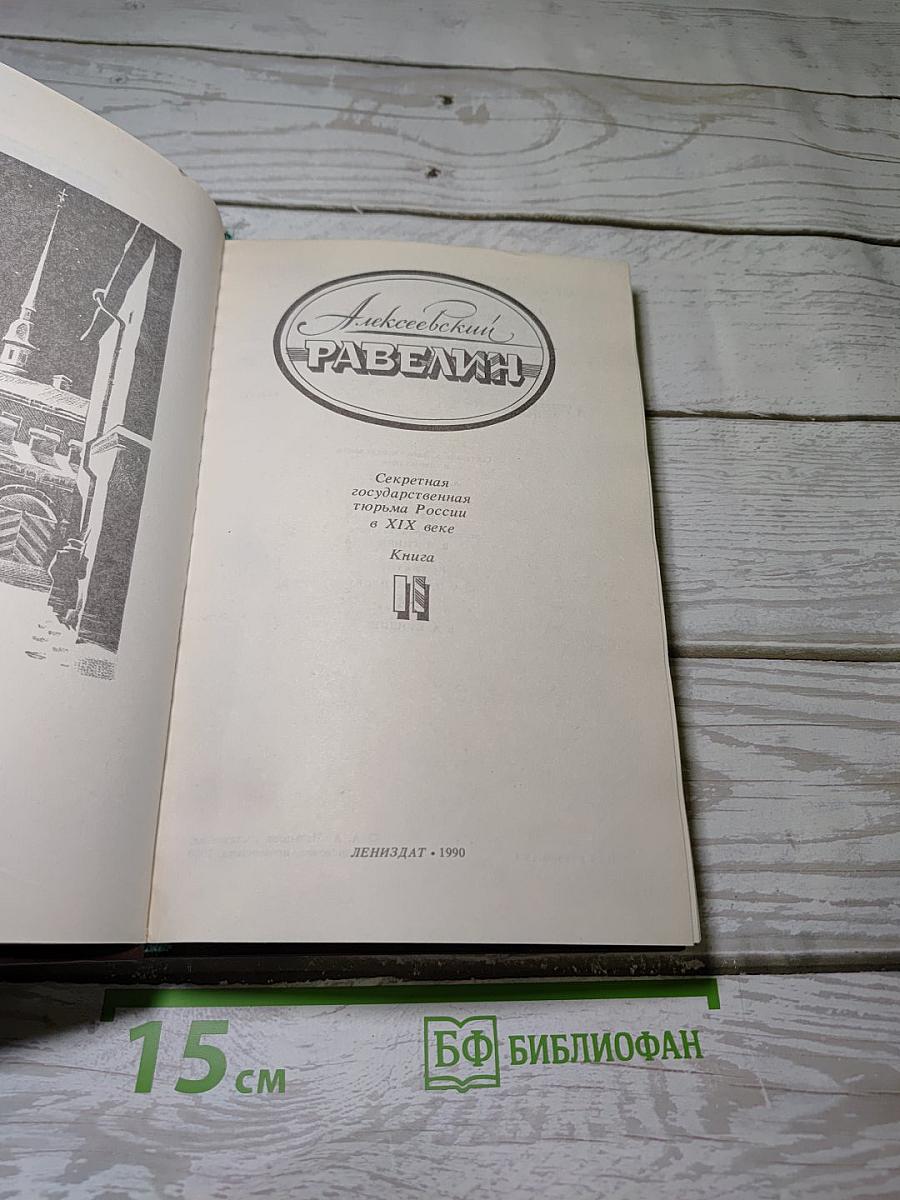 Алексеевский
РАВЕЛИН
Секретная
государственная
тюрьма России
в XIX веке
Книга
II
ЛЕНИЗДАТ • 1990
15 см
БФ БИБЛИОФАН